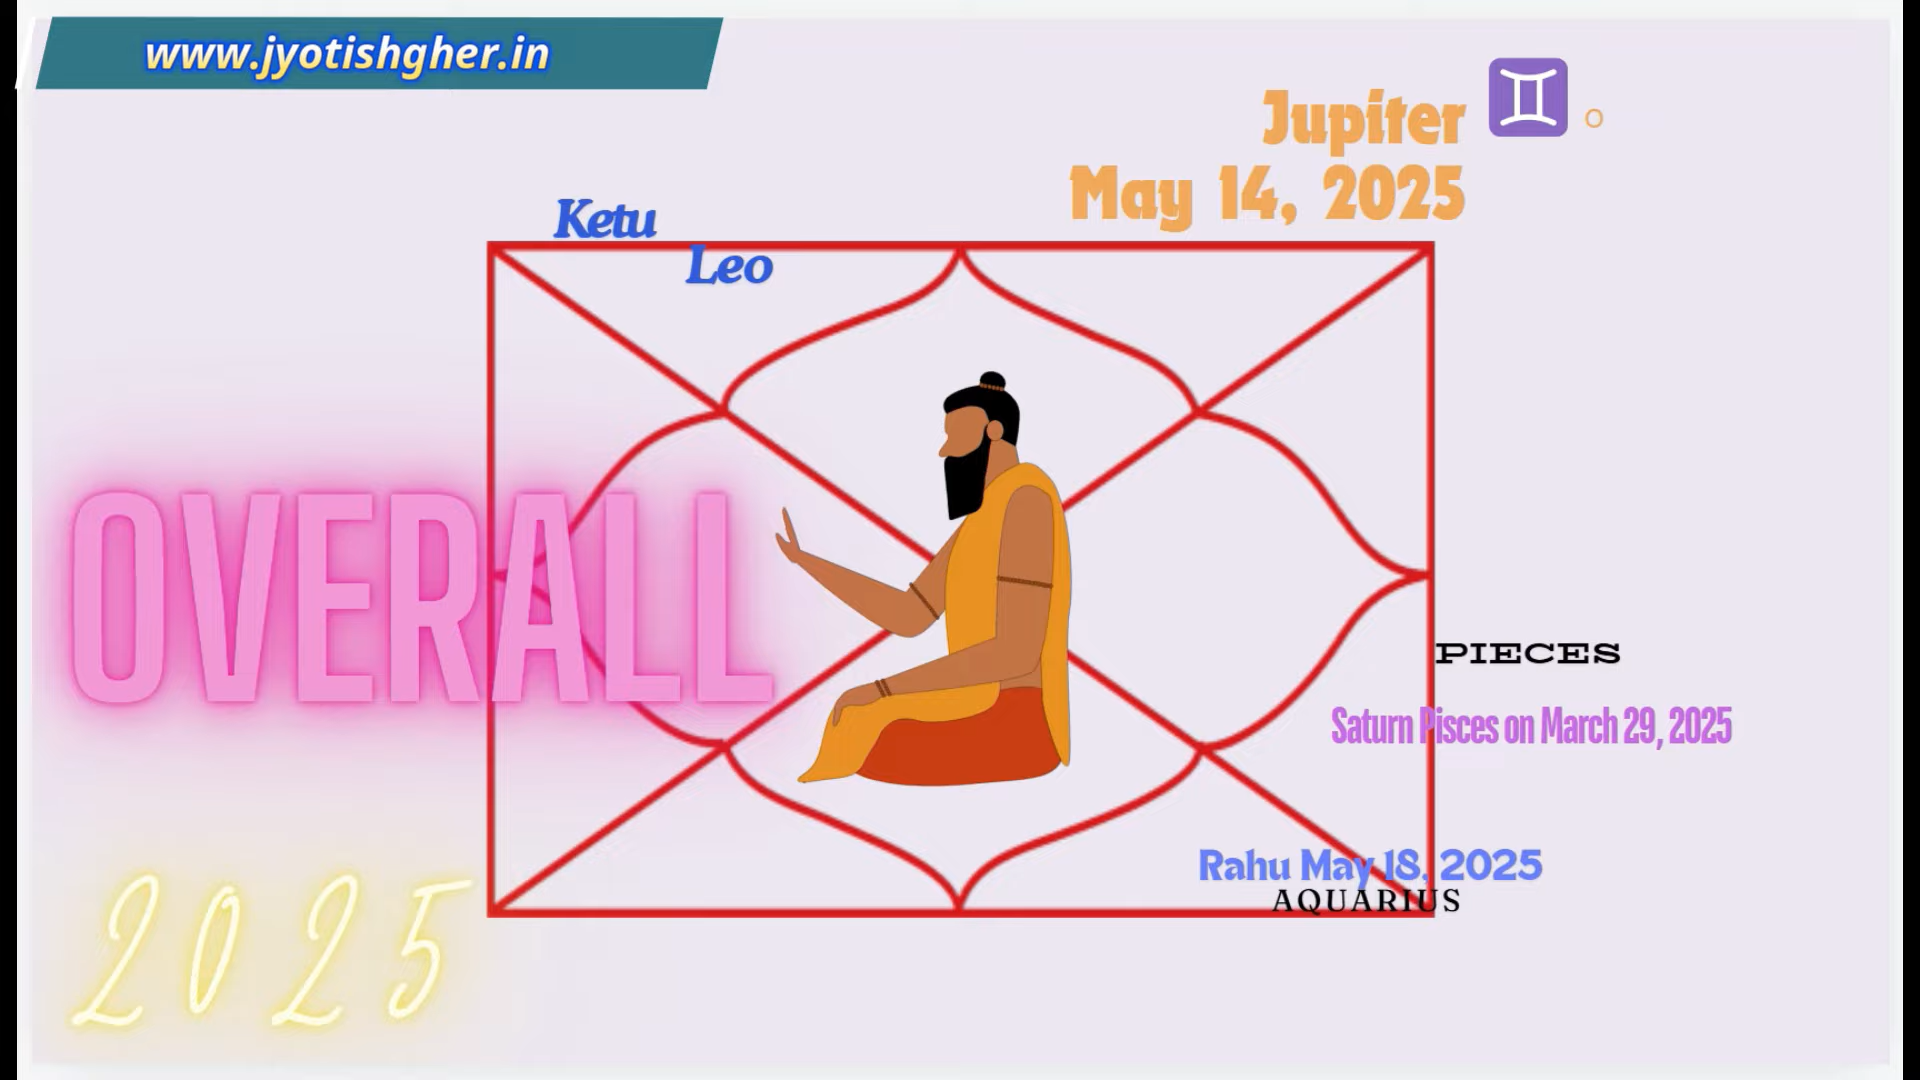 www.jyotishgher.in
Jupiter ♊ o
May 14, 2025
Ketu
Leo
OVERALL
PIECES
Saturn Pisces on March 29, 2025
Rahu May 18, 2025
AQUARIUS
2025